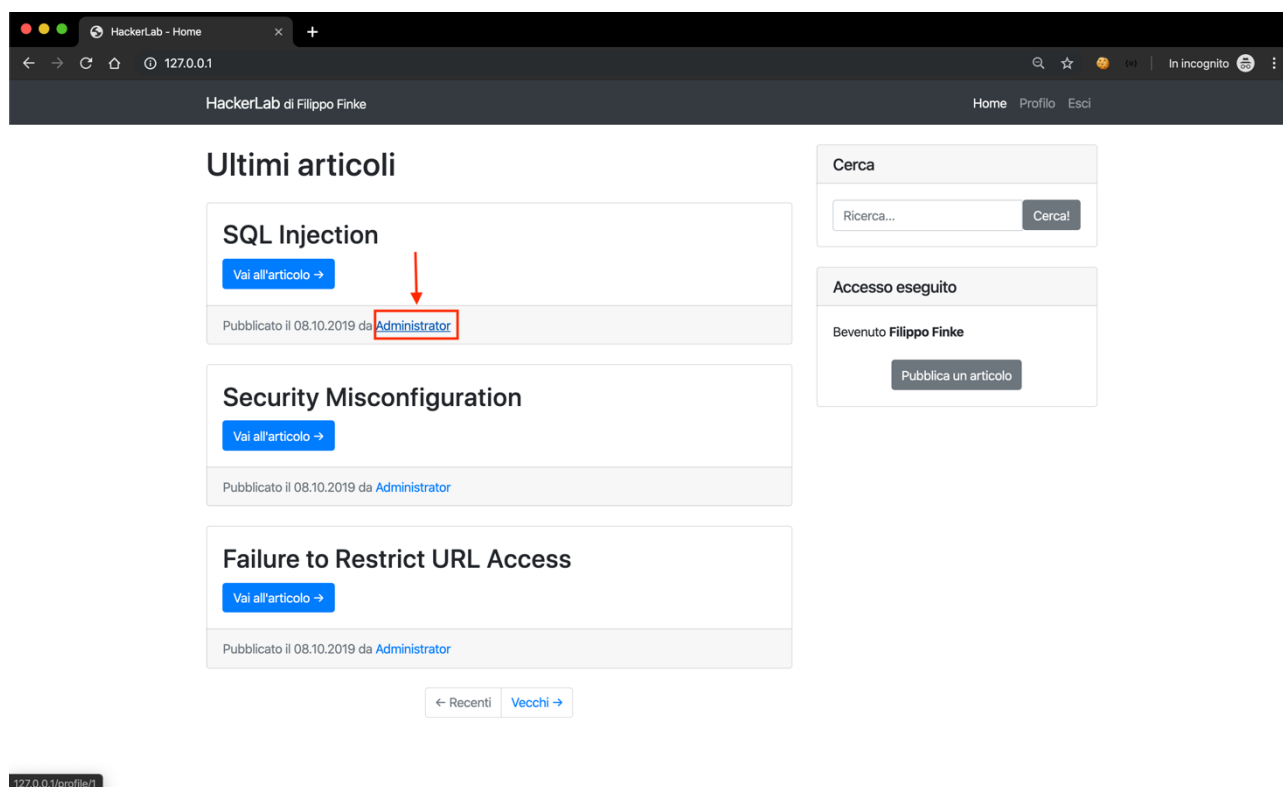 HackerLab - Home
127.0.0.1
In incognito
HackerLab di Filippo Finke
Home Profilo Esci
Ultimi articoli
SQL Injection
Vai all'articolo →
Pubblicato il 08.10.2019 da Administrator
Security Misconfiguration
Vai all'articolo →
Pubblicato il 08.10.2019 da Administrator
Failure to Restrict URL Access
Vai all'articolo →
Pubblicato il 08.10.2019 da Administrator
← Recenti Vecchi →
Cerca
Ricerca... Cerca!
Accesso eseguito
Bevenuto Filippo Finke
Pubblica un articolo
127.0.0.1/profile/1